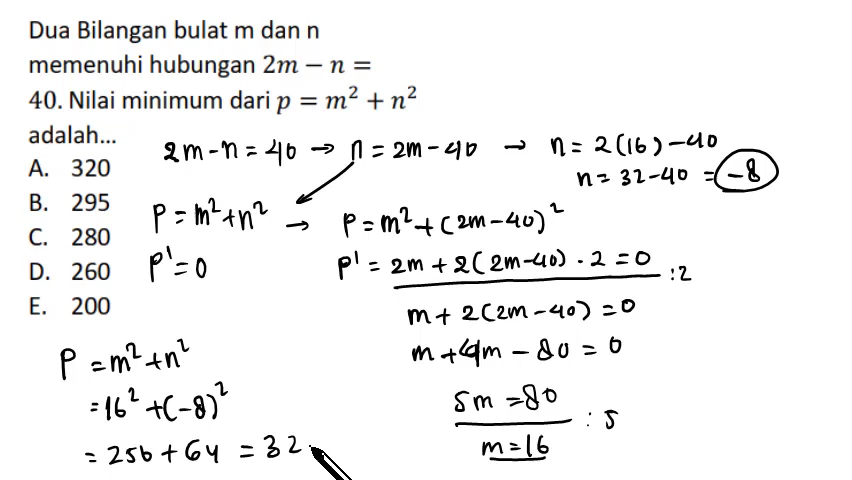 Dua Bilangan bulat m dan n
memenuhi hubungan 2m − n =
40. Nilai minimum dari p = m² + n²
adalah...
A. 320
B. 295
C. 280
D. 260
E. 200
2m-n=40 → n=2m-40 → n=2(16)-40
n=32-40 = -8
P=m²+n² → P=m²+(2m-40)²
P'=0
P'=2m+2(2m-40)·2=0 :2
m+2(2m-40)=0
m+4m-80=0
5m=80 :5
m=16
P=m²+n²
=16²+(-8)²
=256+64=32